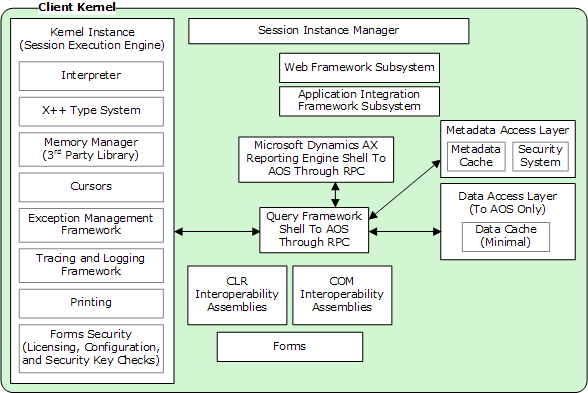 Client Kernel
Kernel Instance
(Session Execution Engine)
Interpreter
X++ Type System
Memory Manager
(3rd Party Library)
Cursors
Exception Management
Framework
Tracing and Logging
Framework
Printing
Forms Security
(Licensing, Configuration,
and Security Key Checks)
Session Instance Manager
Web Framework Subsystem
Application Integration
Framework Subsystem
Microsoft Dynamics AX
Reporting Engine Shell To
AOS Through RPC
Query Framework
Shell To AOS
Through RPC
CLR
Interoperability
Assemblies
COM
Interoperability
Assemblies
Forms
Metadata Access Layer
Metadata
Cache
Security
System
Data Access Layer
(To AOS Only)
Data Cache
(Minimal)